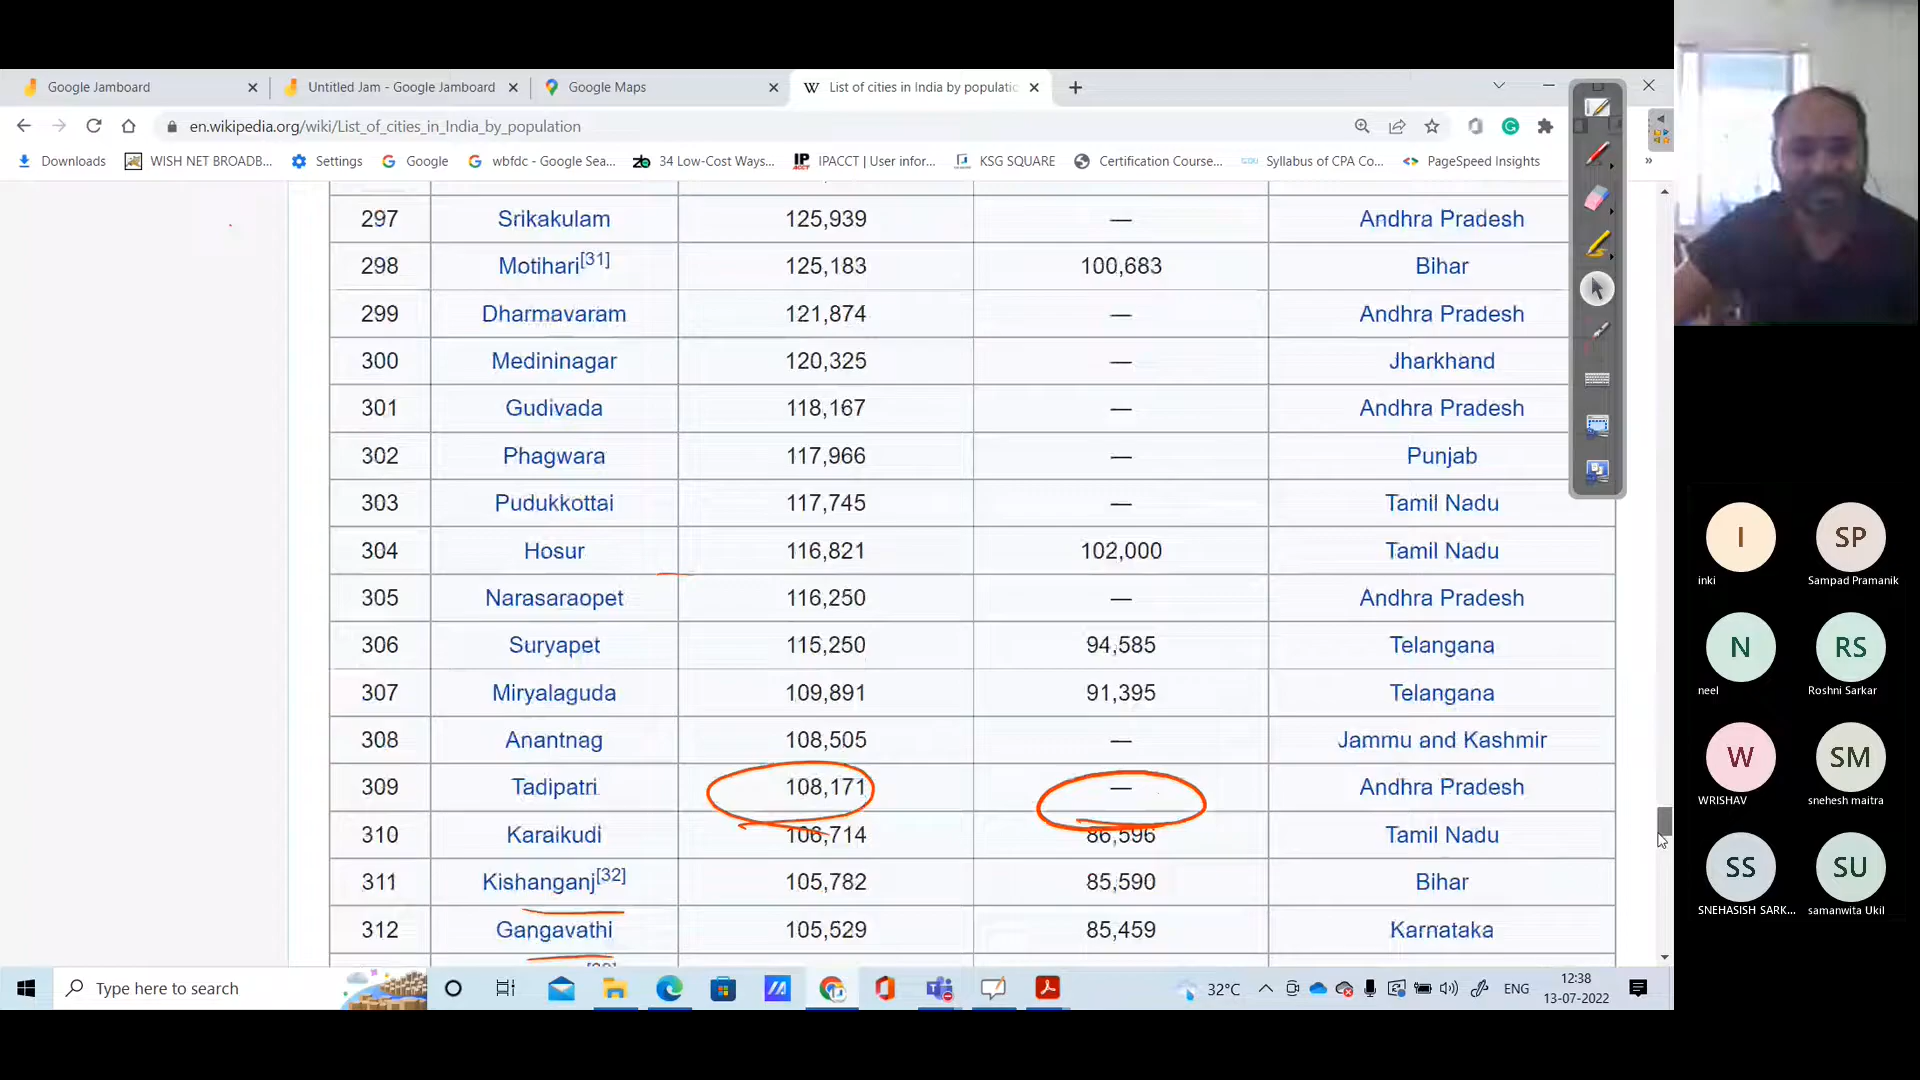 Google Jamboard
Untitled Jam - Google Jamboard
Google Maps
List of cities in India by populatic
en.wikipedia.org/wiki/List_of_cities_in_India_by_population
Downloads
WISH NET BROADB...
Settings
Google
wbfdc - Google Sea...
34 Low-Cost Ways...
IPACCT | User infor...
KSG SQUARE
Certification Course...
Syllabus of CPA Co...
PageSpeed Insights
»
297 Srikakulam 125,939 — Andhra Pradesh
298 Motihari[31] 125,183 100,683 Bihar
299 Dharmavaram 121,874 — Andhra Pradesh
300 Medininagar 120,325 — Jharkhand
301 Gudivada 118,167 — Andhra Pradesh
302 Phagwara 117,966 — Punjab
303 Pudukkottai 117,745 — Tamil Nadu
304 Hosur 116,821 102,000 Tamil Nadu
305 Narasaraopet 116,250 — Andhra Pradesh
306 Suryapet 115,250 94,585 Telangana
307 Miryalaguda 109,891 91,395 Telangana
308 Anantnag 108,505 — Jammu and Kashmir
309 Tadipatri 108,171 — Andhra Pradesh
310 Karaikudi 106,714 86,596 Tamil Nadu
311 Kishanganj[32] 105,782 85,590 Bihar
312 Gangavathi 105,529 85,459 Karnataka
I SP
inki Sampad Pramanik
N RS
neel Roshni Sarkar
W SM
WRISHAV snehesh maitra
SS SU
SNEHASISH SARK... samanwita Ukil
Type here to search
32°C
ENG
12:38
13-07-2022